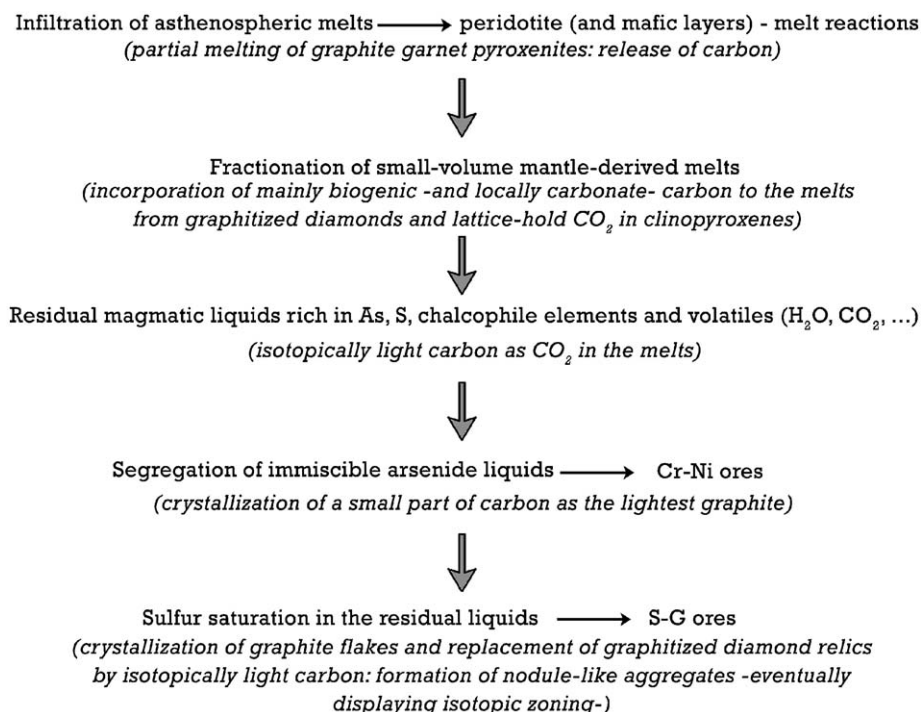 Infiltration of asthenospheric melts → peridotite (and mafic layers) - melt reactions
(partial melting of graphite garnet pyroxenites: release of carbon)
Fractionation of small-volume mantle-derived melts
(incorporation of mainly biogenic -and locally carbonate- carbon to the melts
from graphitized diamonds and lattice-hold CO₂ in clinopyroxenes)
Residual magmatic liquids rich in As, S, chalcophile elements and volatiles (H₂O, CO₂, ...)
(isotopically light carbon as CO₂ in the melts)
Segregation of immiscible arsenide liquids → Cr-Ni ores
(crystallization of a small part of carbon as the lightest graphite)
Sulfur saturation in the residual liquids → S-G ores
(crystallization of graphite flakes and replacement of graphitized diamond relics
by isotopically light carbon: formation of nodule-like aggregates -eventually
displaying isotopic zoning-)